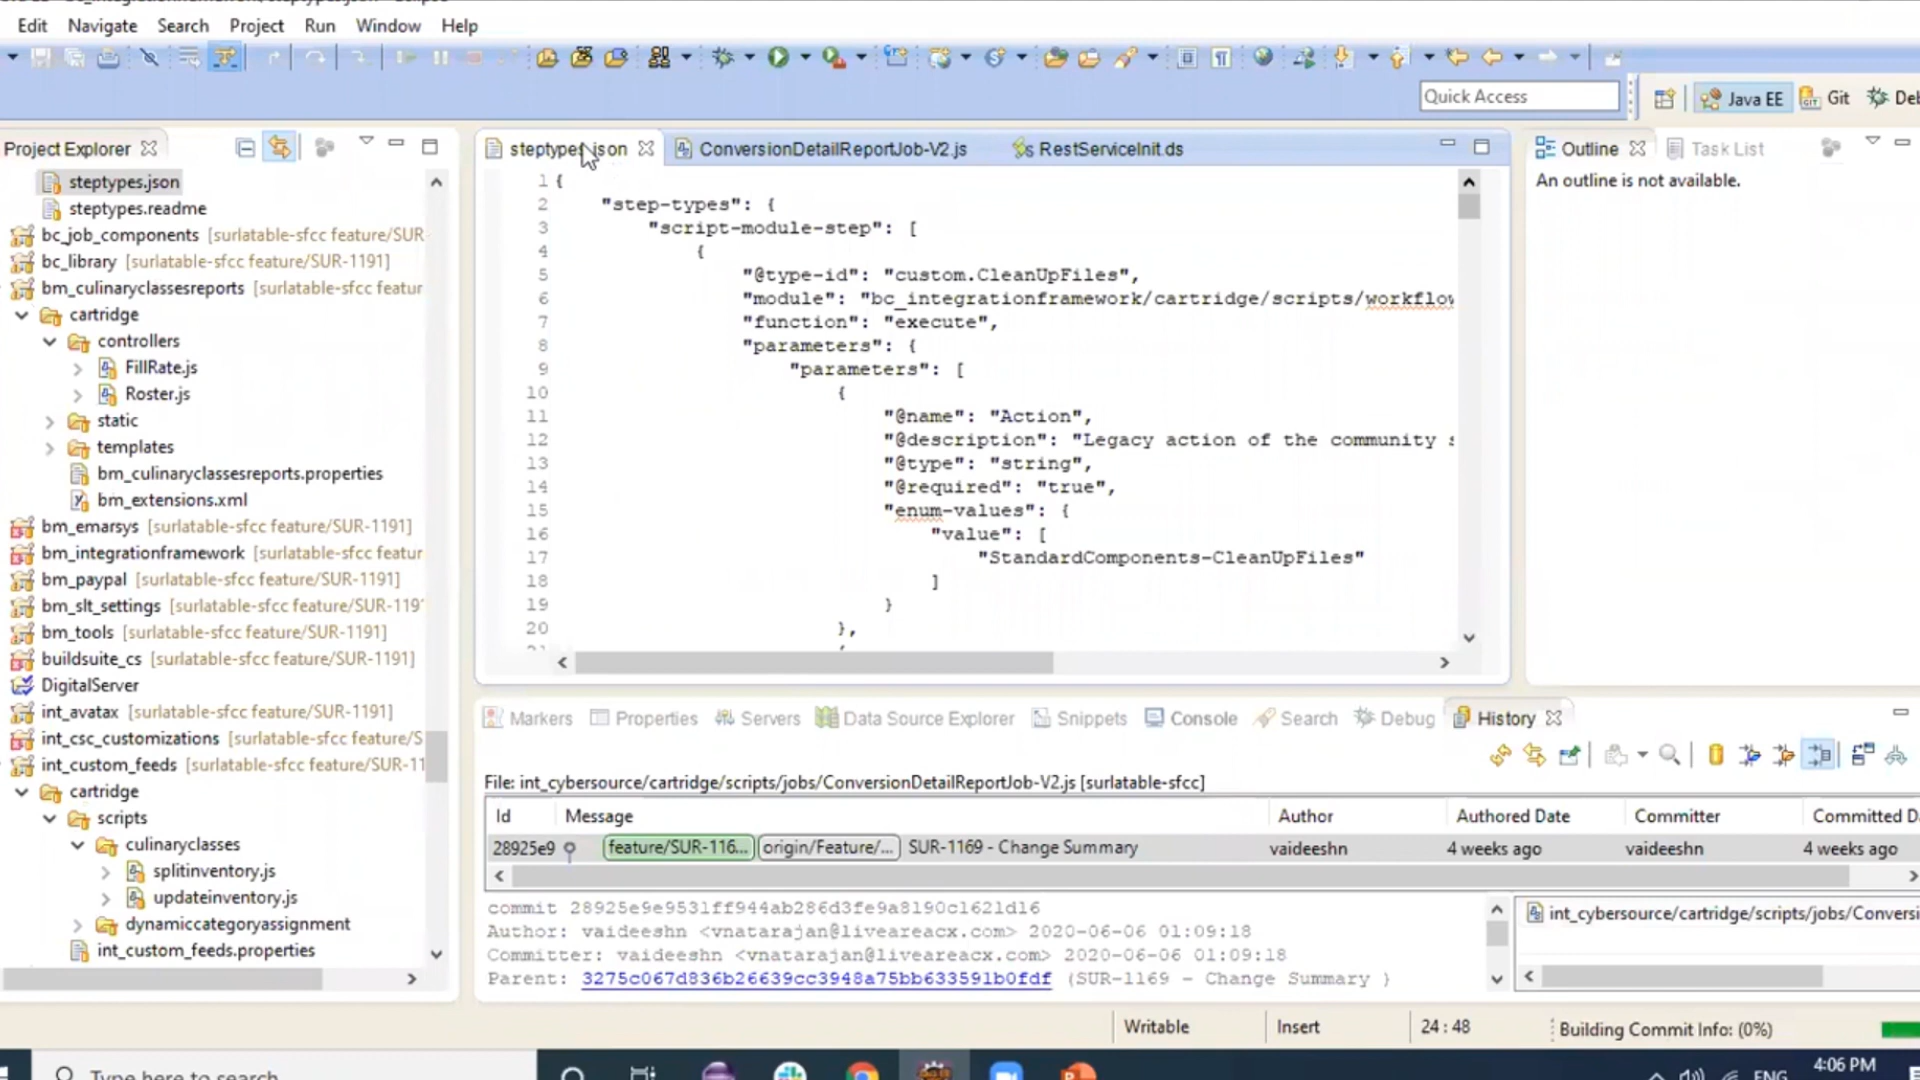 Edit Navigate Search Project Run Window Help
Quick Access
Java EE
Git
Project Explorer
steptypes.json
steptypes.readme
bc_job_components [surlatable-sfcc feature/SUR-
bc_library [surlatable-sfcc feature/SUR-1191]
bm_culinaryclassesreports [surlatable-sfcc featur
cartridge
controllers
FillRate.js
Roster.js
static
templates
bm_culinaryclassesreports.properties
bm_extensions.xml
bm_emarsys [surlatable-sfcc feature/SUR-1191]
bm_integrationframework [surlatable-sfcc featur
bm_paypal [surlatable-sfcc feature/SUR-1191]
bm_slt_settings [surlatable-sfcc feature/SUR-119
bm_tools [surlatable-sfcc feature/SUR-1191]
buildsuite_cs [surlatable-sfcc feature/SUR-1191]
DigitalServer
int_avatax [surlatable-sfcc feature/SUR-1191]
int_csc_customizations [surlatable-sfcc feature/S
int_custom_feeds [surlatable-sfcc feature/SUR-11
cartridge
scripts
culinaryclasses
splitinventory.js
updateinventory.js
dynamiccategoryassignment
int_custom_feeds.properties
steptypes.json ConversionDetailReportJob-V2.js RestServiceInit.ds
1 {
2 "step-types": {
3 "script-module-step": [
4 {
5 "@type-id": "custom.CleanUpFiles",
6 "module": "bc_integrationframework/cartridge/scripts/workflow
7 "function": "execute",
8 "parameters": {
9 "parameters": [
10 {
11 "@name": "Action",
12 "@description": "Legacy action of the community s
13 "@type": "string",
14 "@required": "true",
15 "enum-values": {
16 "value": [
17 "StandardComponents-CleanUpFiles"
18 ]
19 }
20 },
Outline Task List
An outline is not available.
Markers Properties Servers Data Source Explorer Snippets Console Search Debug History
File: int_cybersource/cartridge/scripts/jobs/ConversionDetailReportJob-V2.js [surlatable-sfcc]
Id Message Author Authored Date Committer Committed D
28925e9 feature/SUR-116... origin/Feature/... SUR-1169 - Change Summary vaideeshn 4 weeks ago vaideeshn 4 weeks ago
commit 28925e9e9531ff944ab286d3fe9a8190c1621d16
Author: vaideeshn <vnatarajan@liveareacx.com> 2020-06-06 01:09:18
Committer: vaideeshn <vnatarajan@liveareacx.com> 2020-06-06 01:09:18
Parent: 3275c067d836b26639cc3948a75bb633591b0fdf (SUR-1169 - Change Summary )
int_cybersource/cartridge/scripts/jobs/Conversi
Writable Insert 24 : 48 Building Commit Info: (0%)
Type here to search
ENG
4:06 PM